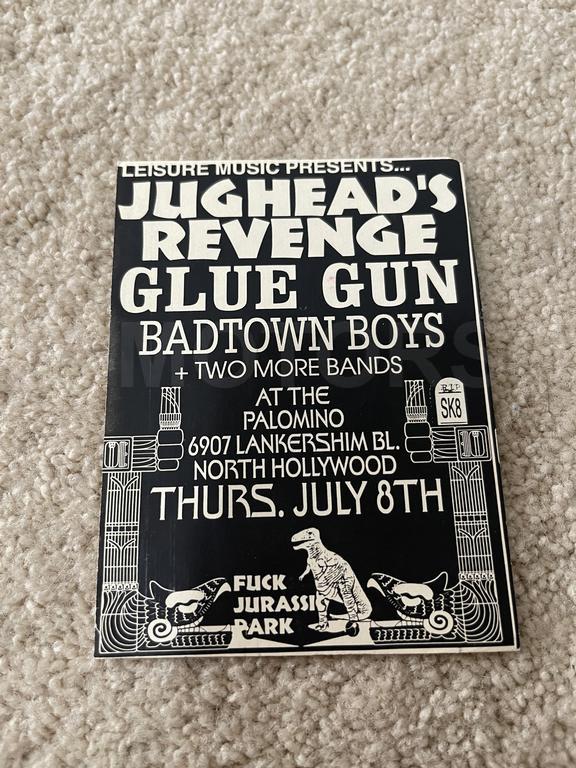 LEISURE MUSIC PRESENTS...
JUGHEAD'S
REVENGE
GLUE GUN
BADTOWN BOYS
+ TWO MORE BANDS
AT THE
PALOMINO
6907 LANKERSHIM BL.
NORTH HOLLYWOOD
THURS. JULY 8TH
RIP
SK8
FUCK
JURASSIC
PARK